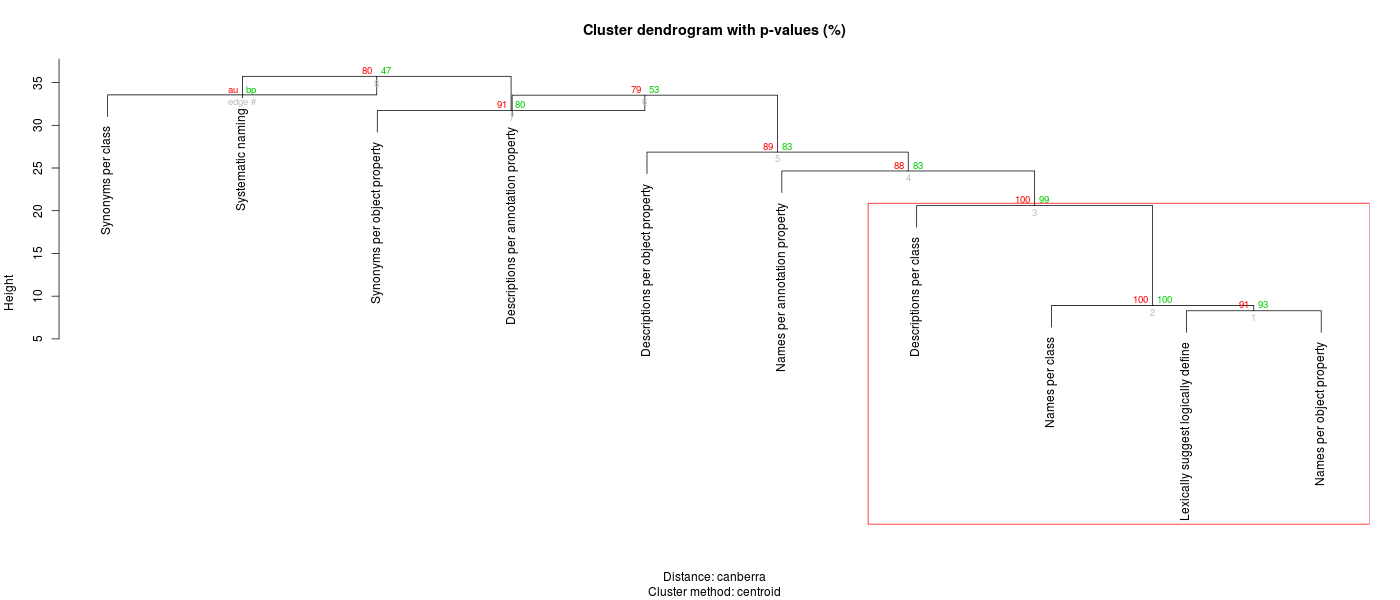 Cluster dendrogram with p-values (%)
Height
35
30
25
20
15
10
5
80 47
8
au bp
edge #
79 53
6
91 80
7
89 83
5
88 83
4
100 99
3
100 100
2
91 93
1
Synonyms per class
Systematic naming
Synonyms per object property
Descriptions per annotation property
Descriptions per object property
Names per annotation property
Descriptions per class
Names per class
Lexically suggest logically define
Names per object property
Distance: canberra
Cluster method: centroid